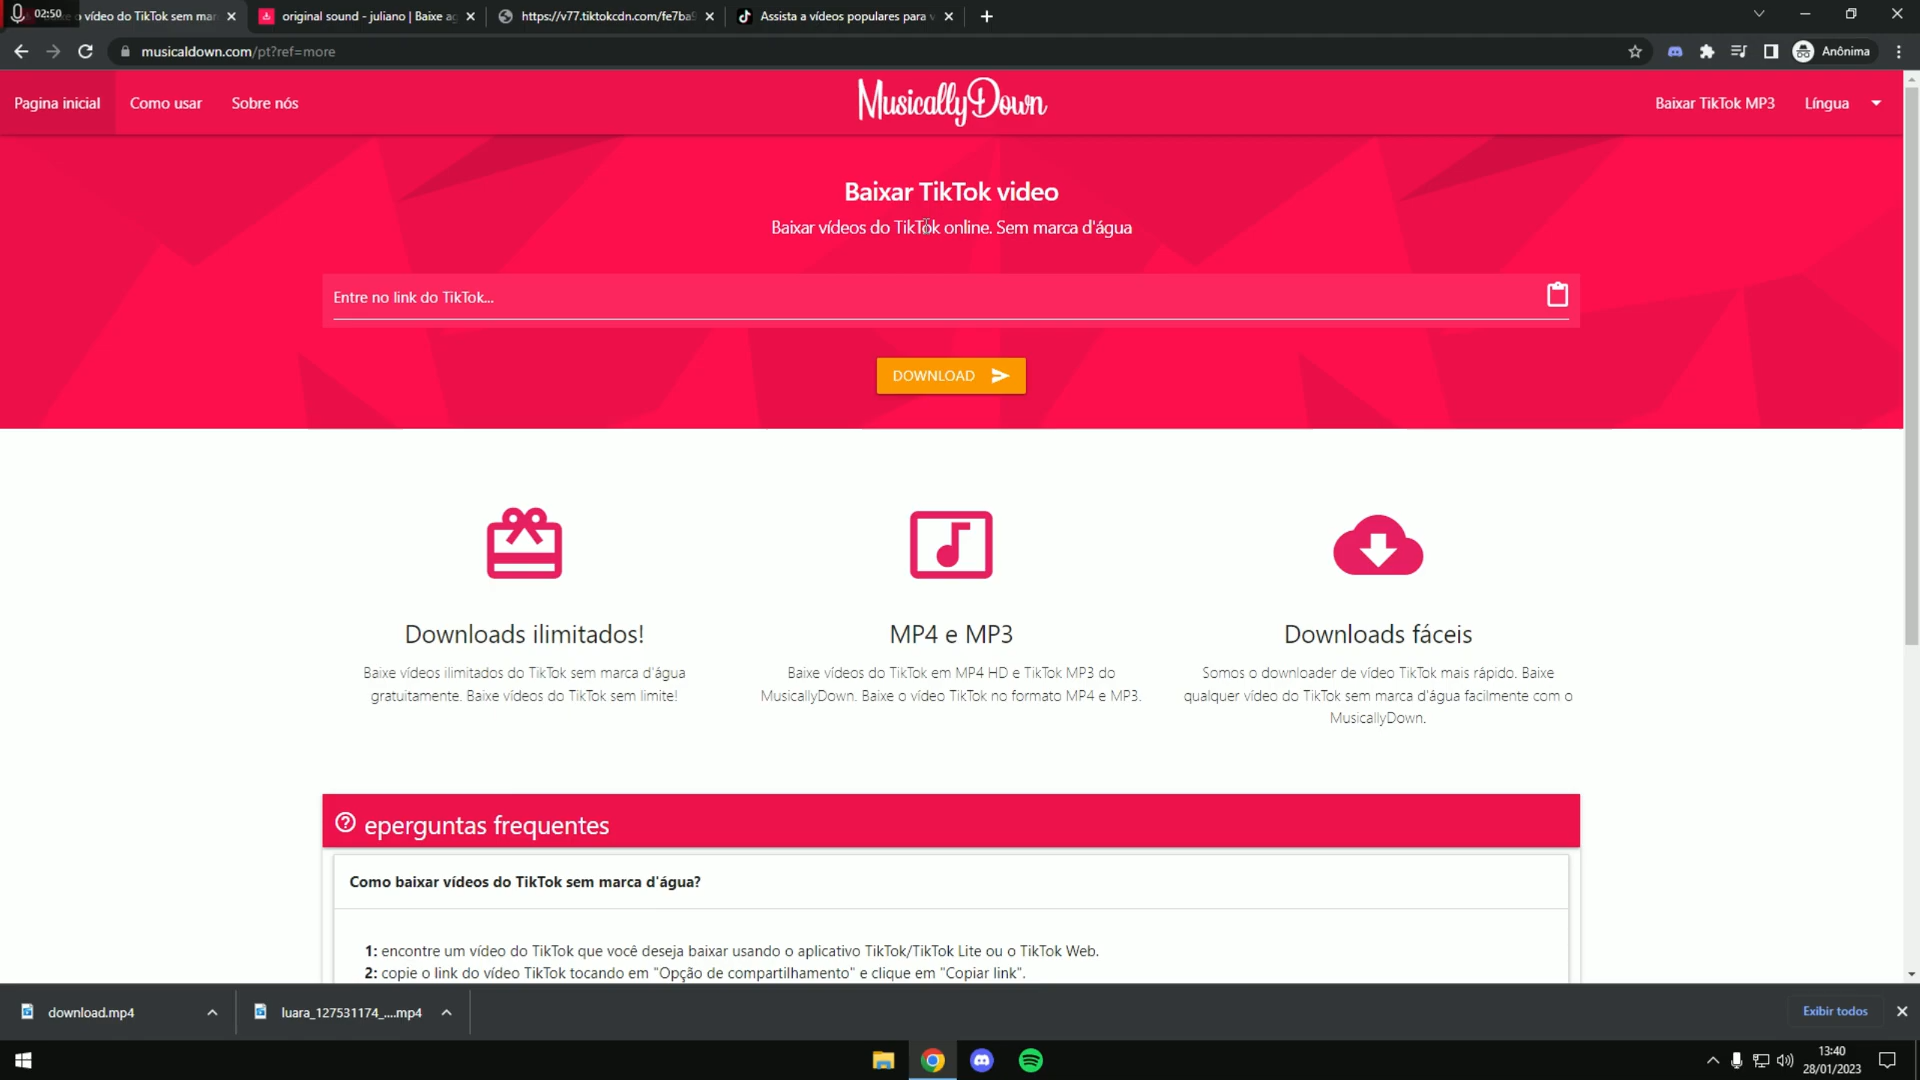 02:50
o vídeo do TikTok sem mar
original sound - juliano | Baixe ag
https://v77.tiktokcdn.com/fe7ba
Assista a vídeos populares para v
musicaldown.com/pt?ref=more
Anônima
Pagina inicial
Como usar
Sobre nós
MusicallyDown
Baixar TikTok MP3
Língua
Baixar TikTok video
Baixar vídeos do TikTok online. Sem marca d'água
Entre no link do TikTok...
DOWNLOAD
Downloads ilimitados!
Baixe vídeos ilimitados do TikTok sem marca d'água
gratuitamente. Baixe vídeos do TikTok sem limite!
MP4 e MP3
Baixe vídeos do TikTok em MP4 HD e TikTok MP3 do
MusicallyDown. Baixe o vídeo TikTok no formato MP4 e MP3.
Downloads fáceis
Somos o downloader de vídeo TikTok mais rápido. Baixe
qualquer vídeo do TikTok sem marca d'água facilmente com o
MusicallyDown.
eperguntas frequentes
Como baixar vídeos do TikTok sem marca d'água?
1: encontre um vídeo do TikTok que você deseja baixar usando o aplicativo TikTok/TikTok Lite ou o TikTok Web.
2: copie o link do vídeo TikTok tocando em "Opção de compartilhamento" e clique em "Copiar link".
download.mp4
luara_127531174_....mp4
Exibir todos
13:40
28/01/2023